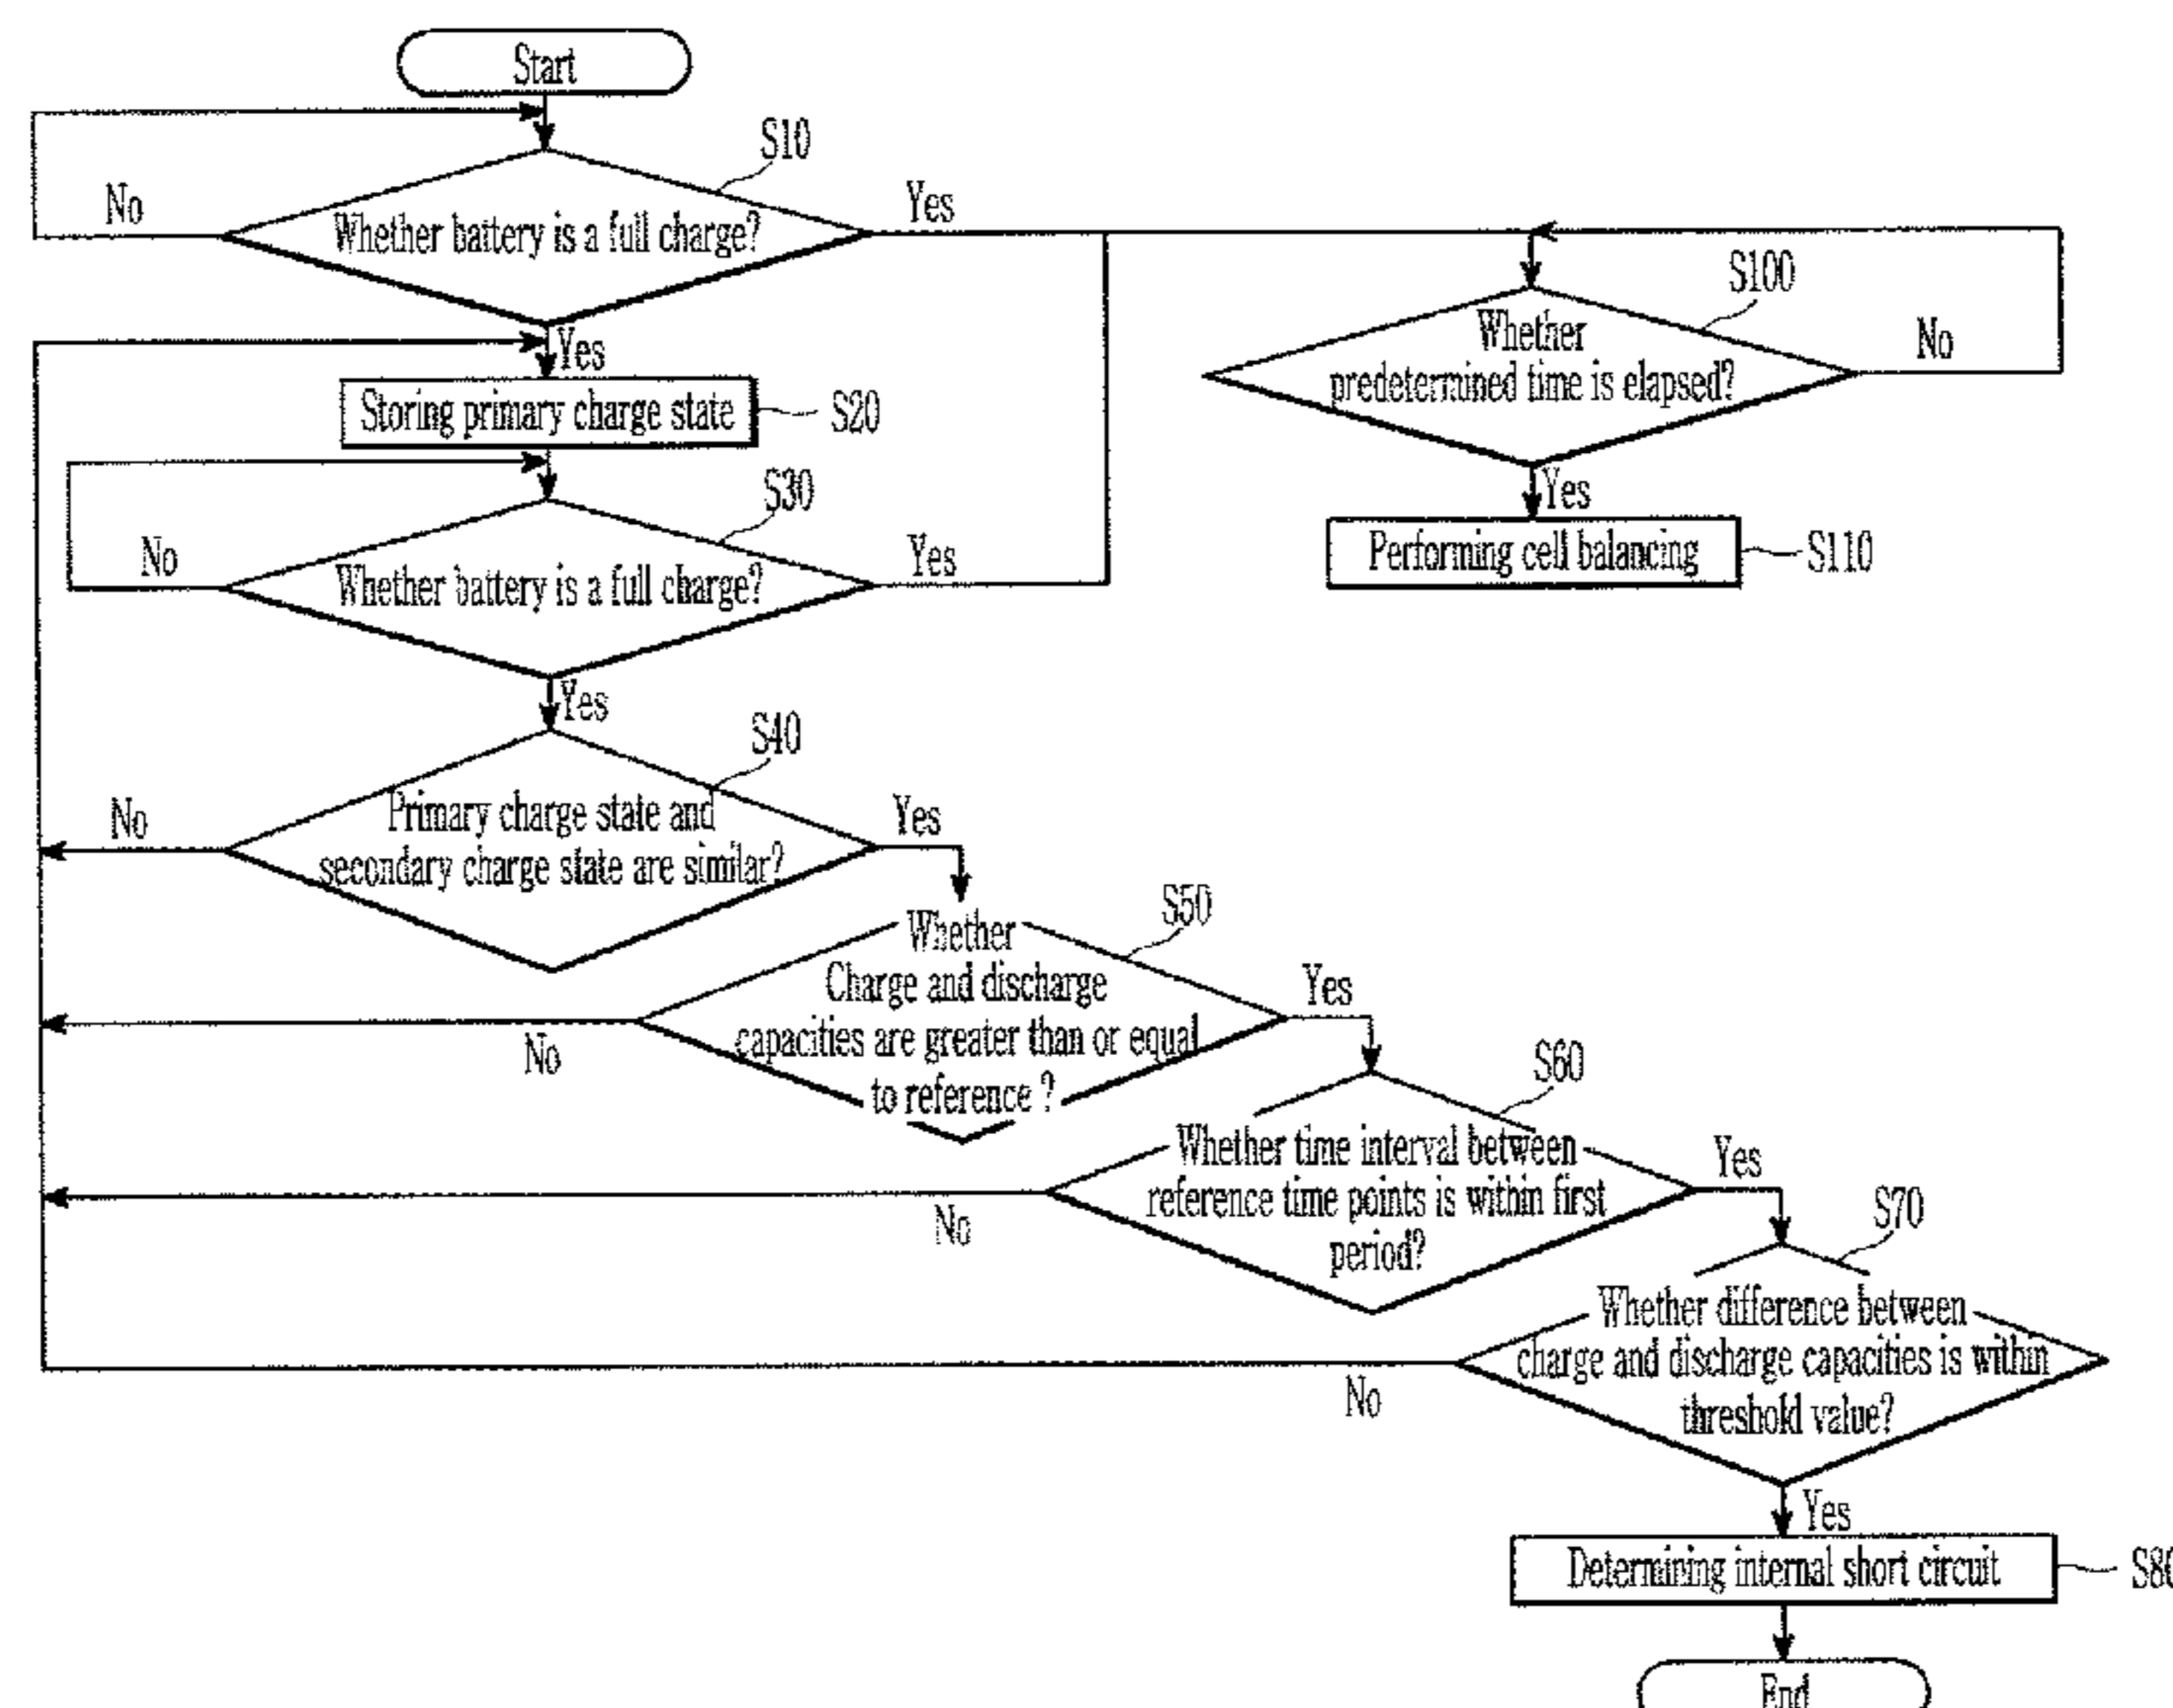 Start
S10
No
Yes
Whether battery is a full charge?
S100
Yes
Whether
predetermined time is elapsed?
No
Storing primary charge state
S20
S30
Yes
No
Yes
Whether battery is a full charge?
Performing cell balancing
S110
Yes
S40
No
Yes
Primary charge state and
secondary charge state are similar?
S50
Whether
Charge and discharge
capacities are greater than or equal
to reference ?
Yes
No
S60
Whether time interval between
reference time points is within first
period?
Yes
No
S70
Whether difference between
charge and discharge capacities is within
threshold value?
No
Yes
Determining internal short circuit
S80
End